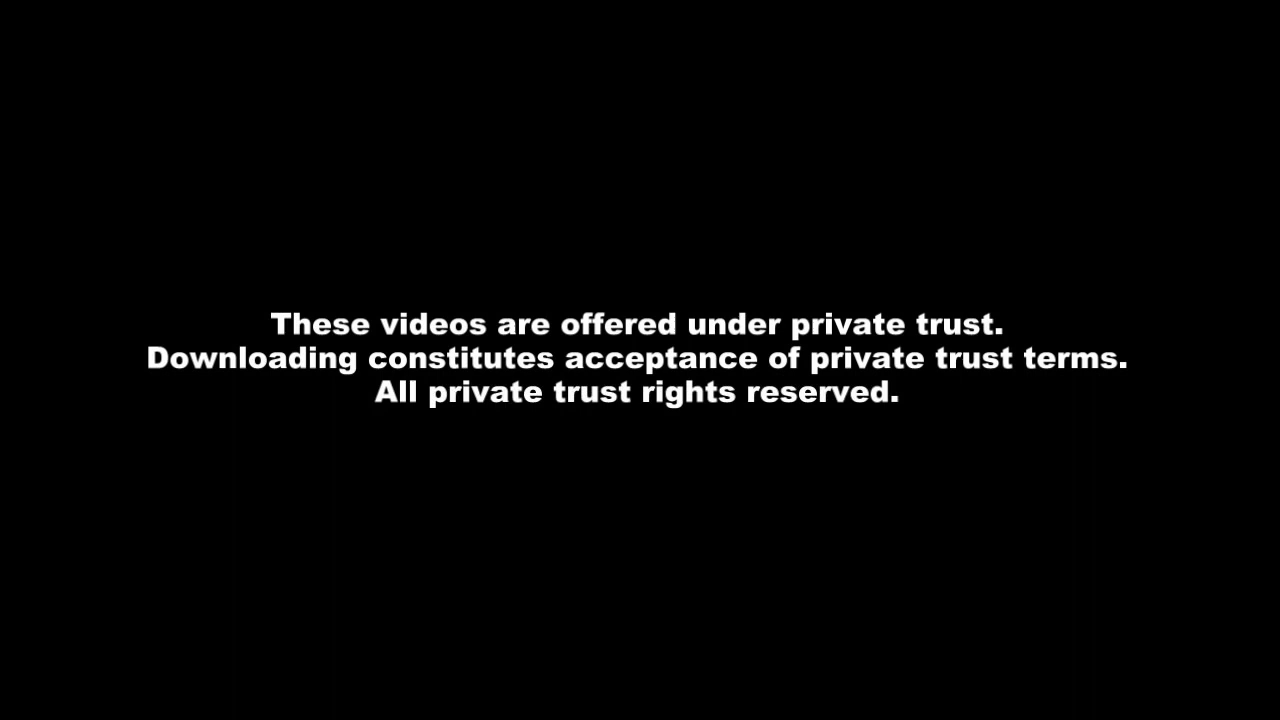 These videos are offered under private trust.
Downloading constitutes acceptance of private trust terms.
All private trust rights reserved.